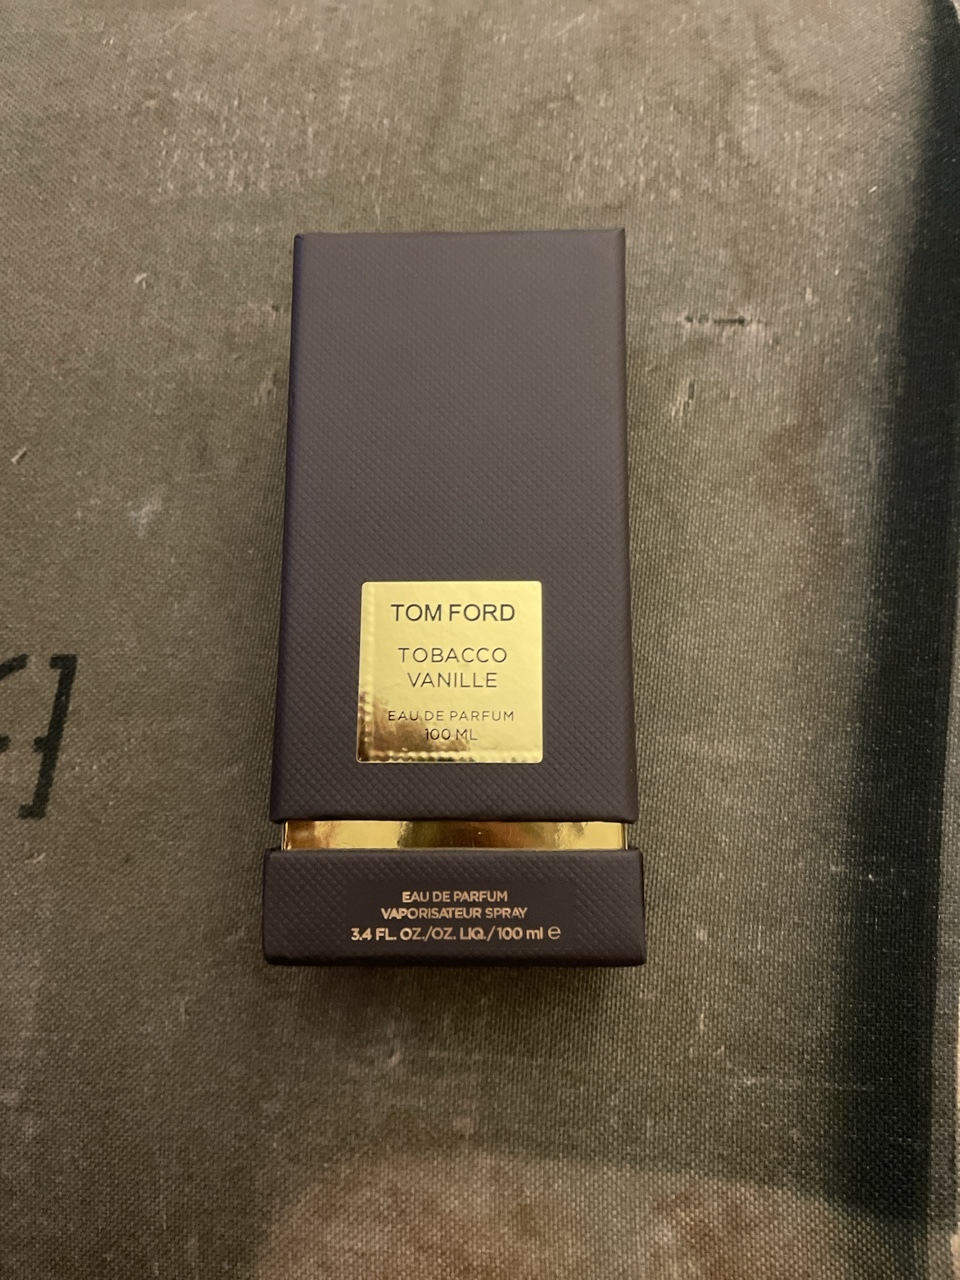 TOM FORD
TOBACCO
VANILLE
EAU DE PARFUM
100 ML
EAU DE PARFUM
VAPORISATEUR SPRAY
3.4 FL. OZ./OZ. LIQ./100 ml ℮